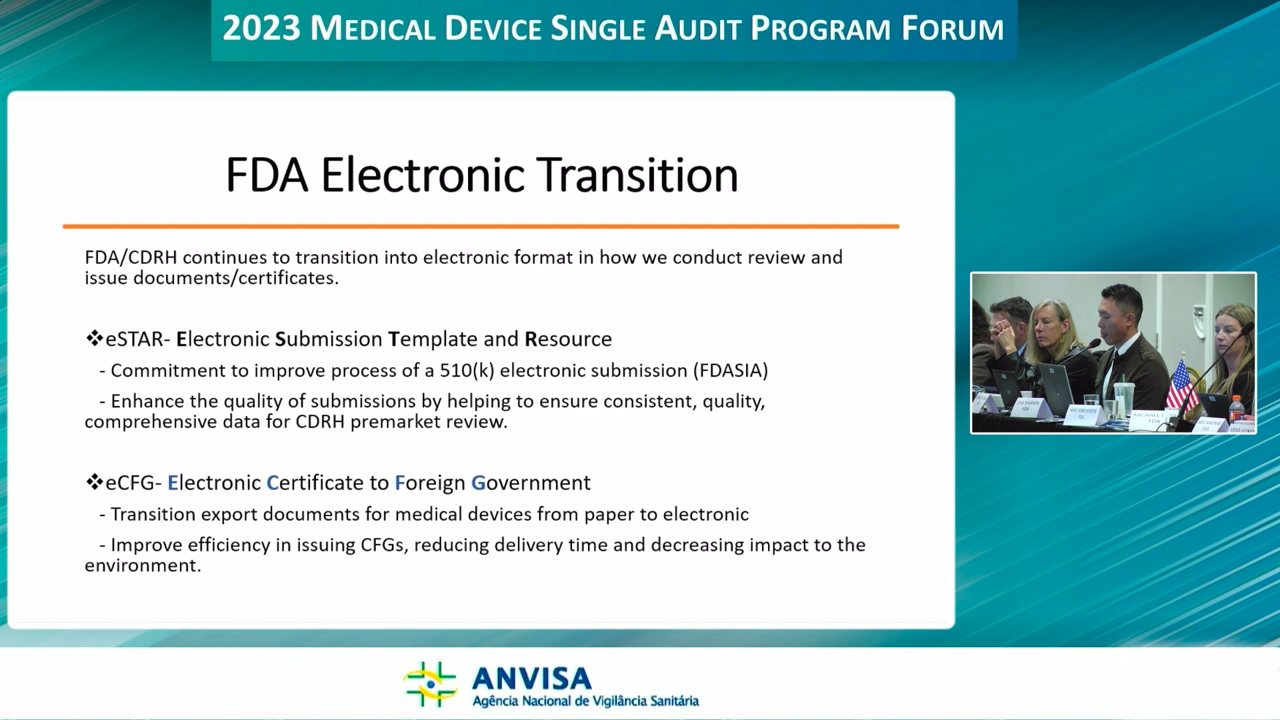 2023 MEDICAL DEVICE SINGLE AUDIT PROGRAM FORUM
FDA Electronic Transition
FDA/CDRH continues to transition into electronic format in how we conduct review and
issue documents/certificates.
❖eSTAR- Electronic Submission Template and Resource
- Commitment to improve process of a 510(k) electronic submission (FDASIA)
- Enhance the quality of submissions by helping to ensure consistent, quality,
comprehensive data for CDRH premarket review.
❖eCFG- Electronic Certificate to Foreign Government
- Transition export documents for medical devices from paper to electronic
- Improve efficiency in issuing CFGs, reducing delivery time and decreasing impact to the
environment.
FDA
ANVISA
Agência Nacional de Vigilância Sanitária